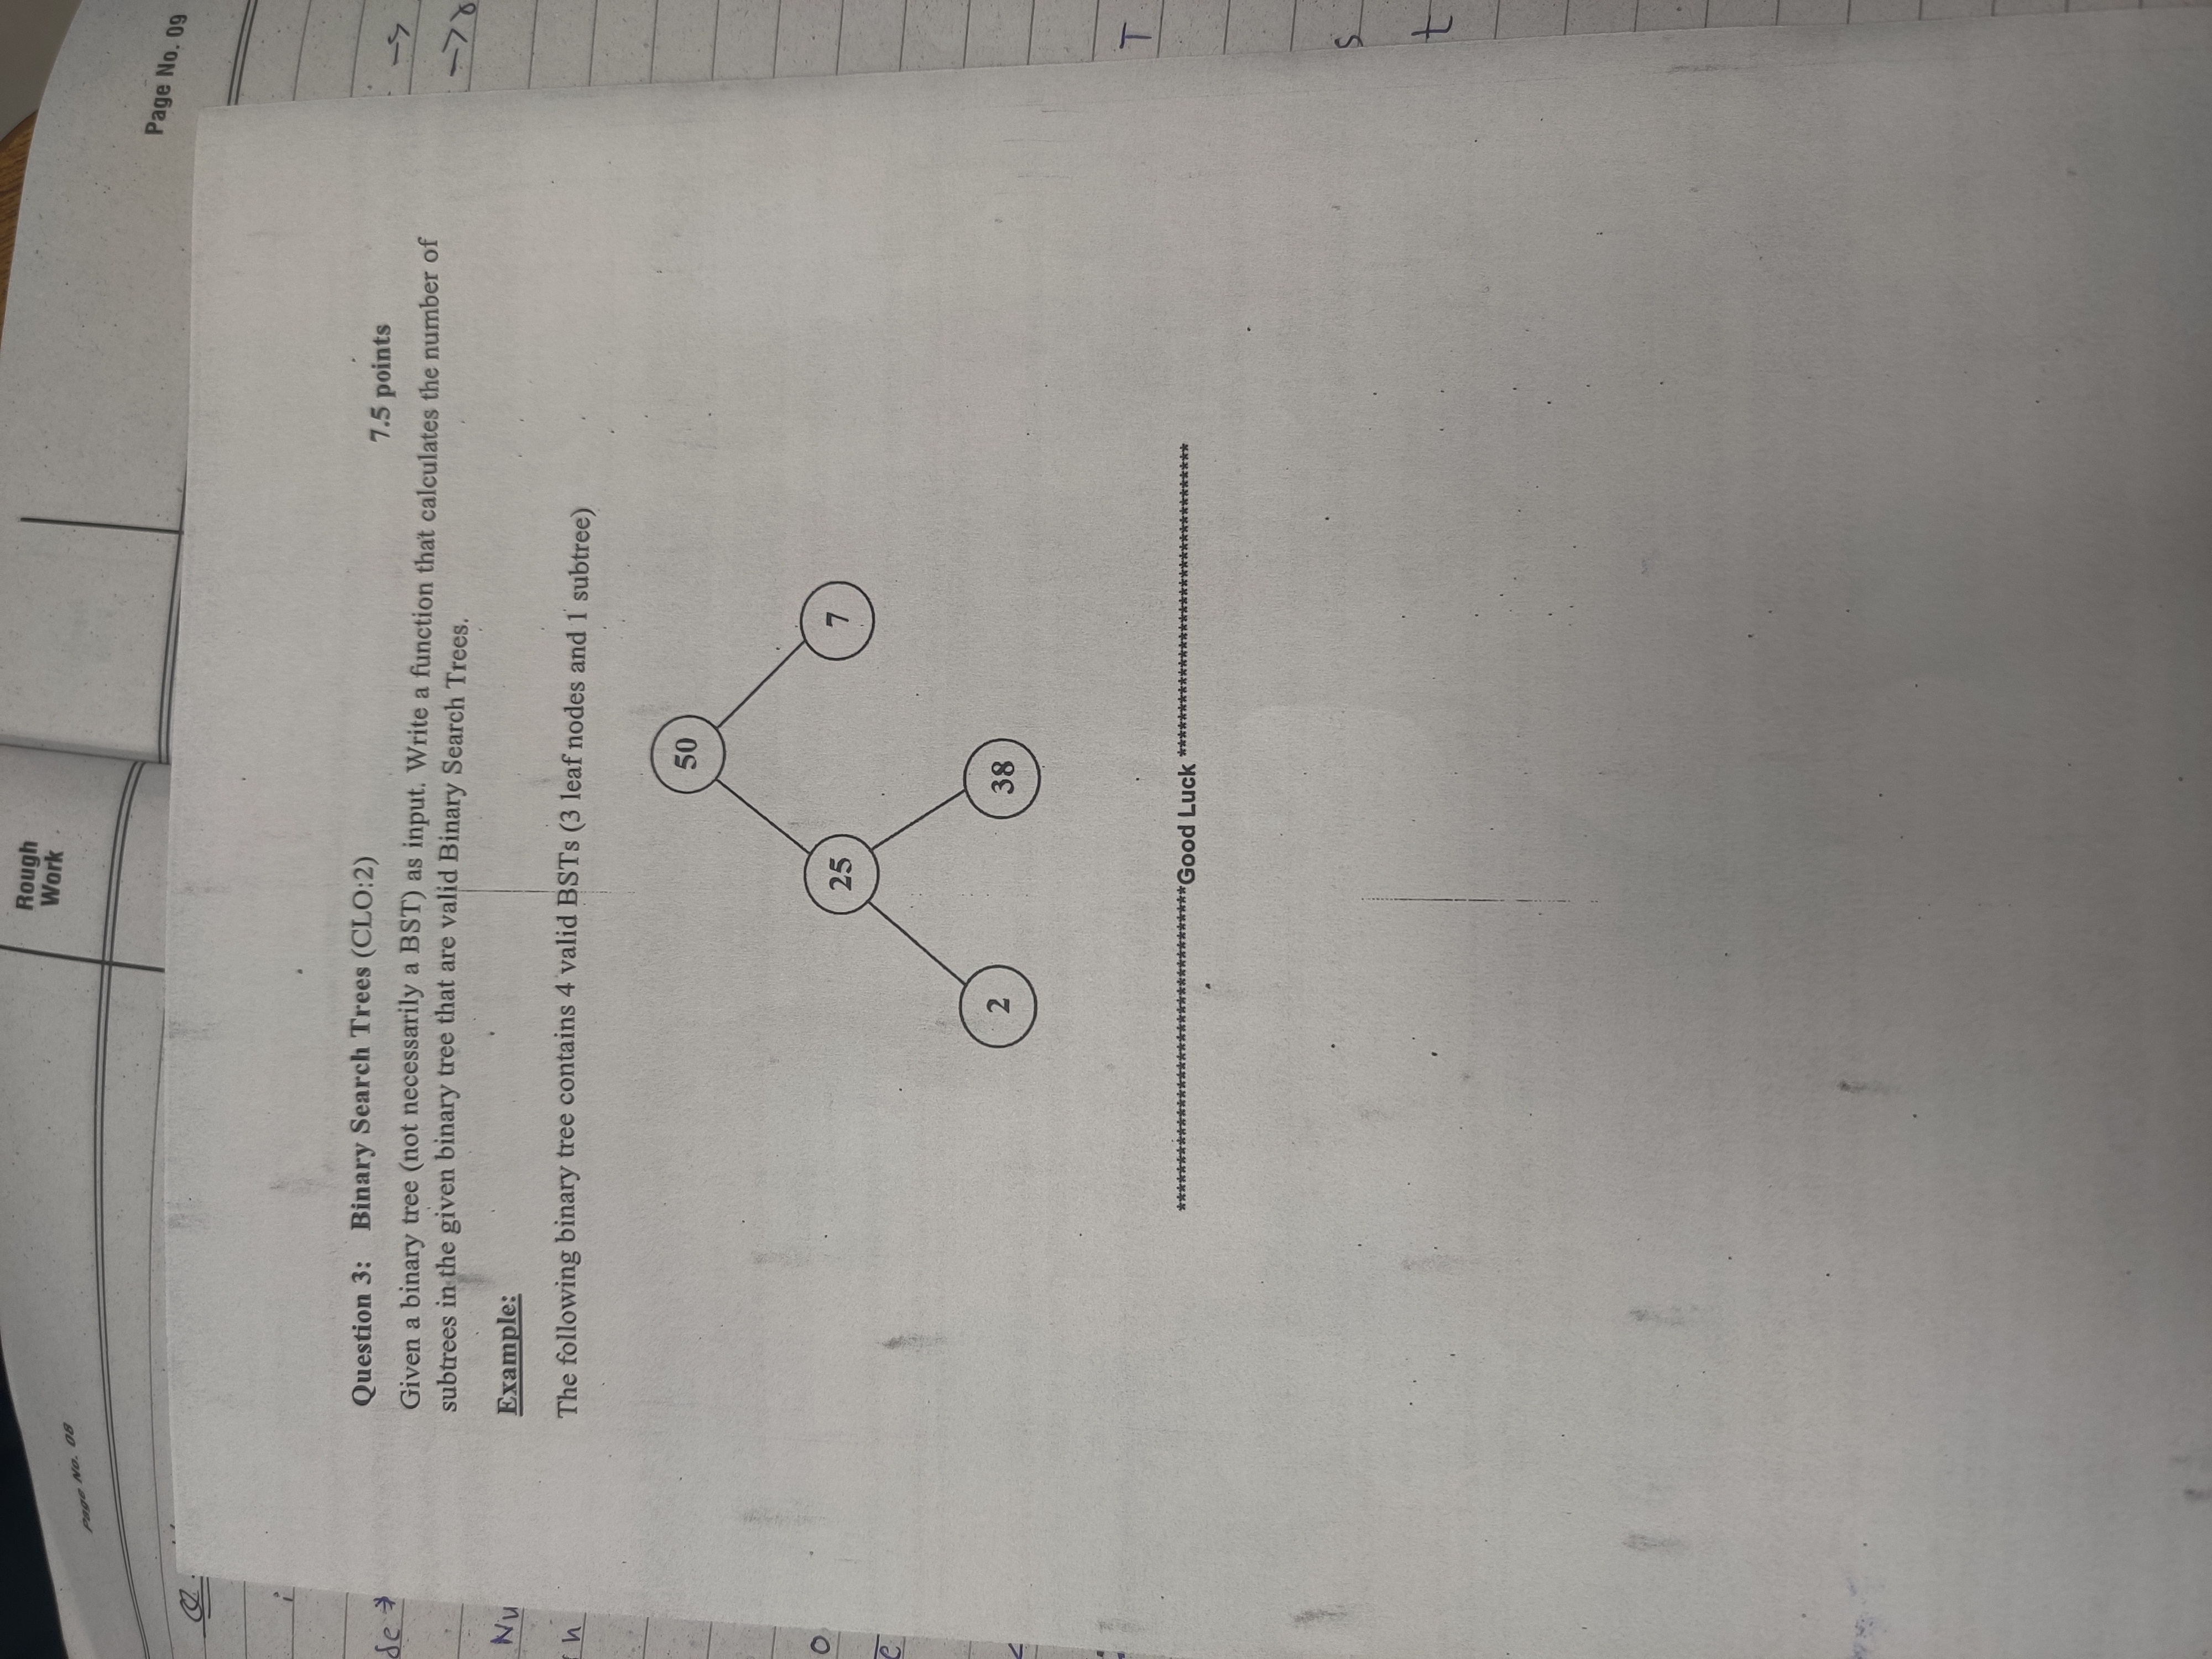 Page No. 08
Rough
Work
Page No. 09
Q.
i
de →
Nu
n
o
e
Question 3: Binary Search Trees (CLO:2)
7.5 points
Given a binary tree (not necessarily a BST) as input. Write a function that calculates the number of
subtrees in the given binary tree that are valid Binary Search Trees.
Example:
The following binary tree contains 4 valid BSTs (3 leaf nodes and 1 subtree)
50
25
7
2
38
***********************************Good Luck ***********************************
T
s
t